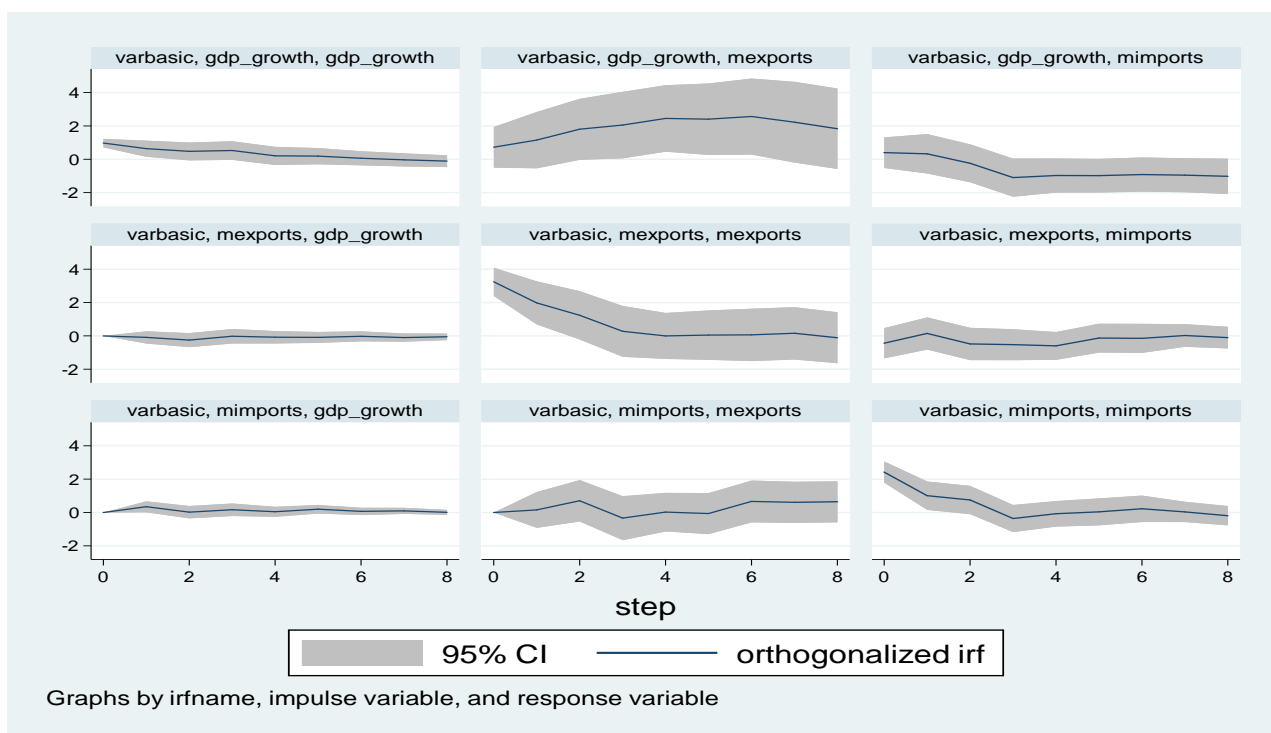 varbasic, gdp_growth, gdp_growth
varbasic, gdp_growth, mexports
varbasic, gdp_growth, mimports
4
2
0
-2
varbasic, mexports, gdp_growth
varbasic, mexports, mexports
varbasic, mexports, mimports
4
2
0
-2
varbasic, mimports, gdp_growth
varbasic, mimports, mexports
varbasic, mimports, mimports
4
2
0
-2
0 2 4 6 8
0 2 4 6 8
0 2 4 6 8
step
95% CI
orthogonalized irf
Graphs by irfname, impulse variable, and response variable